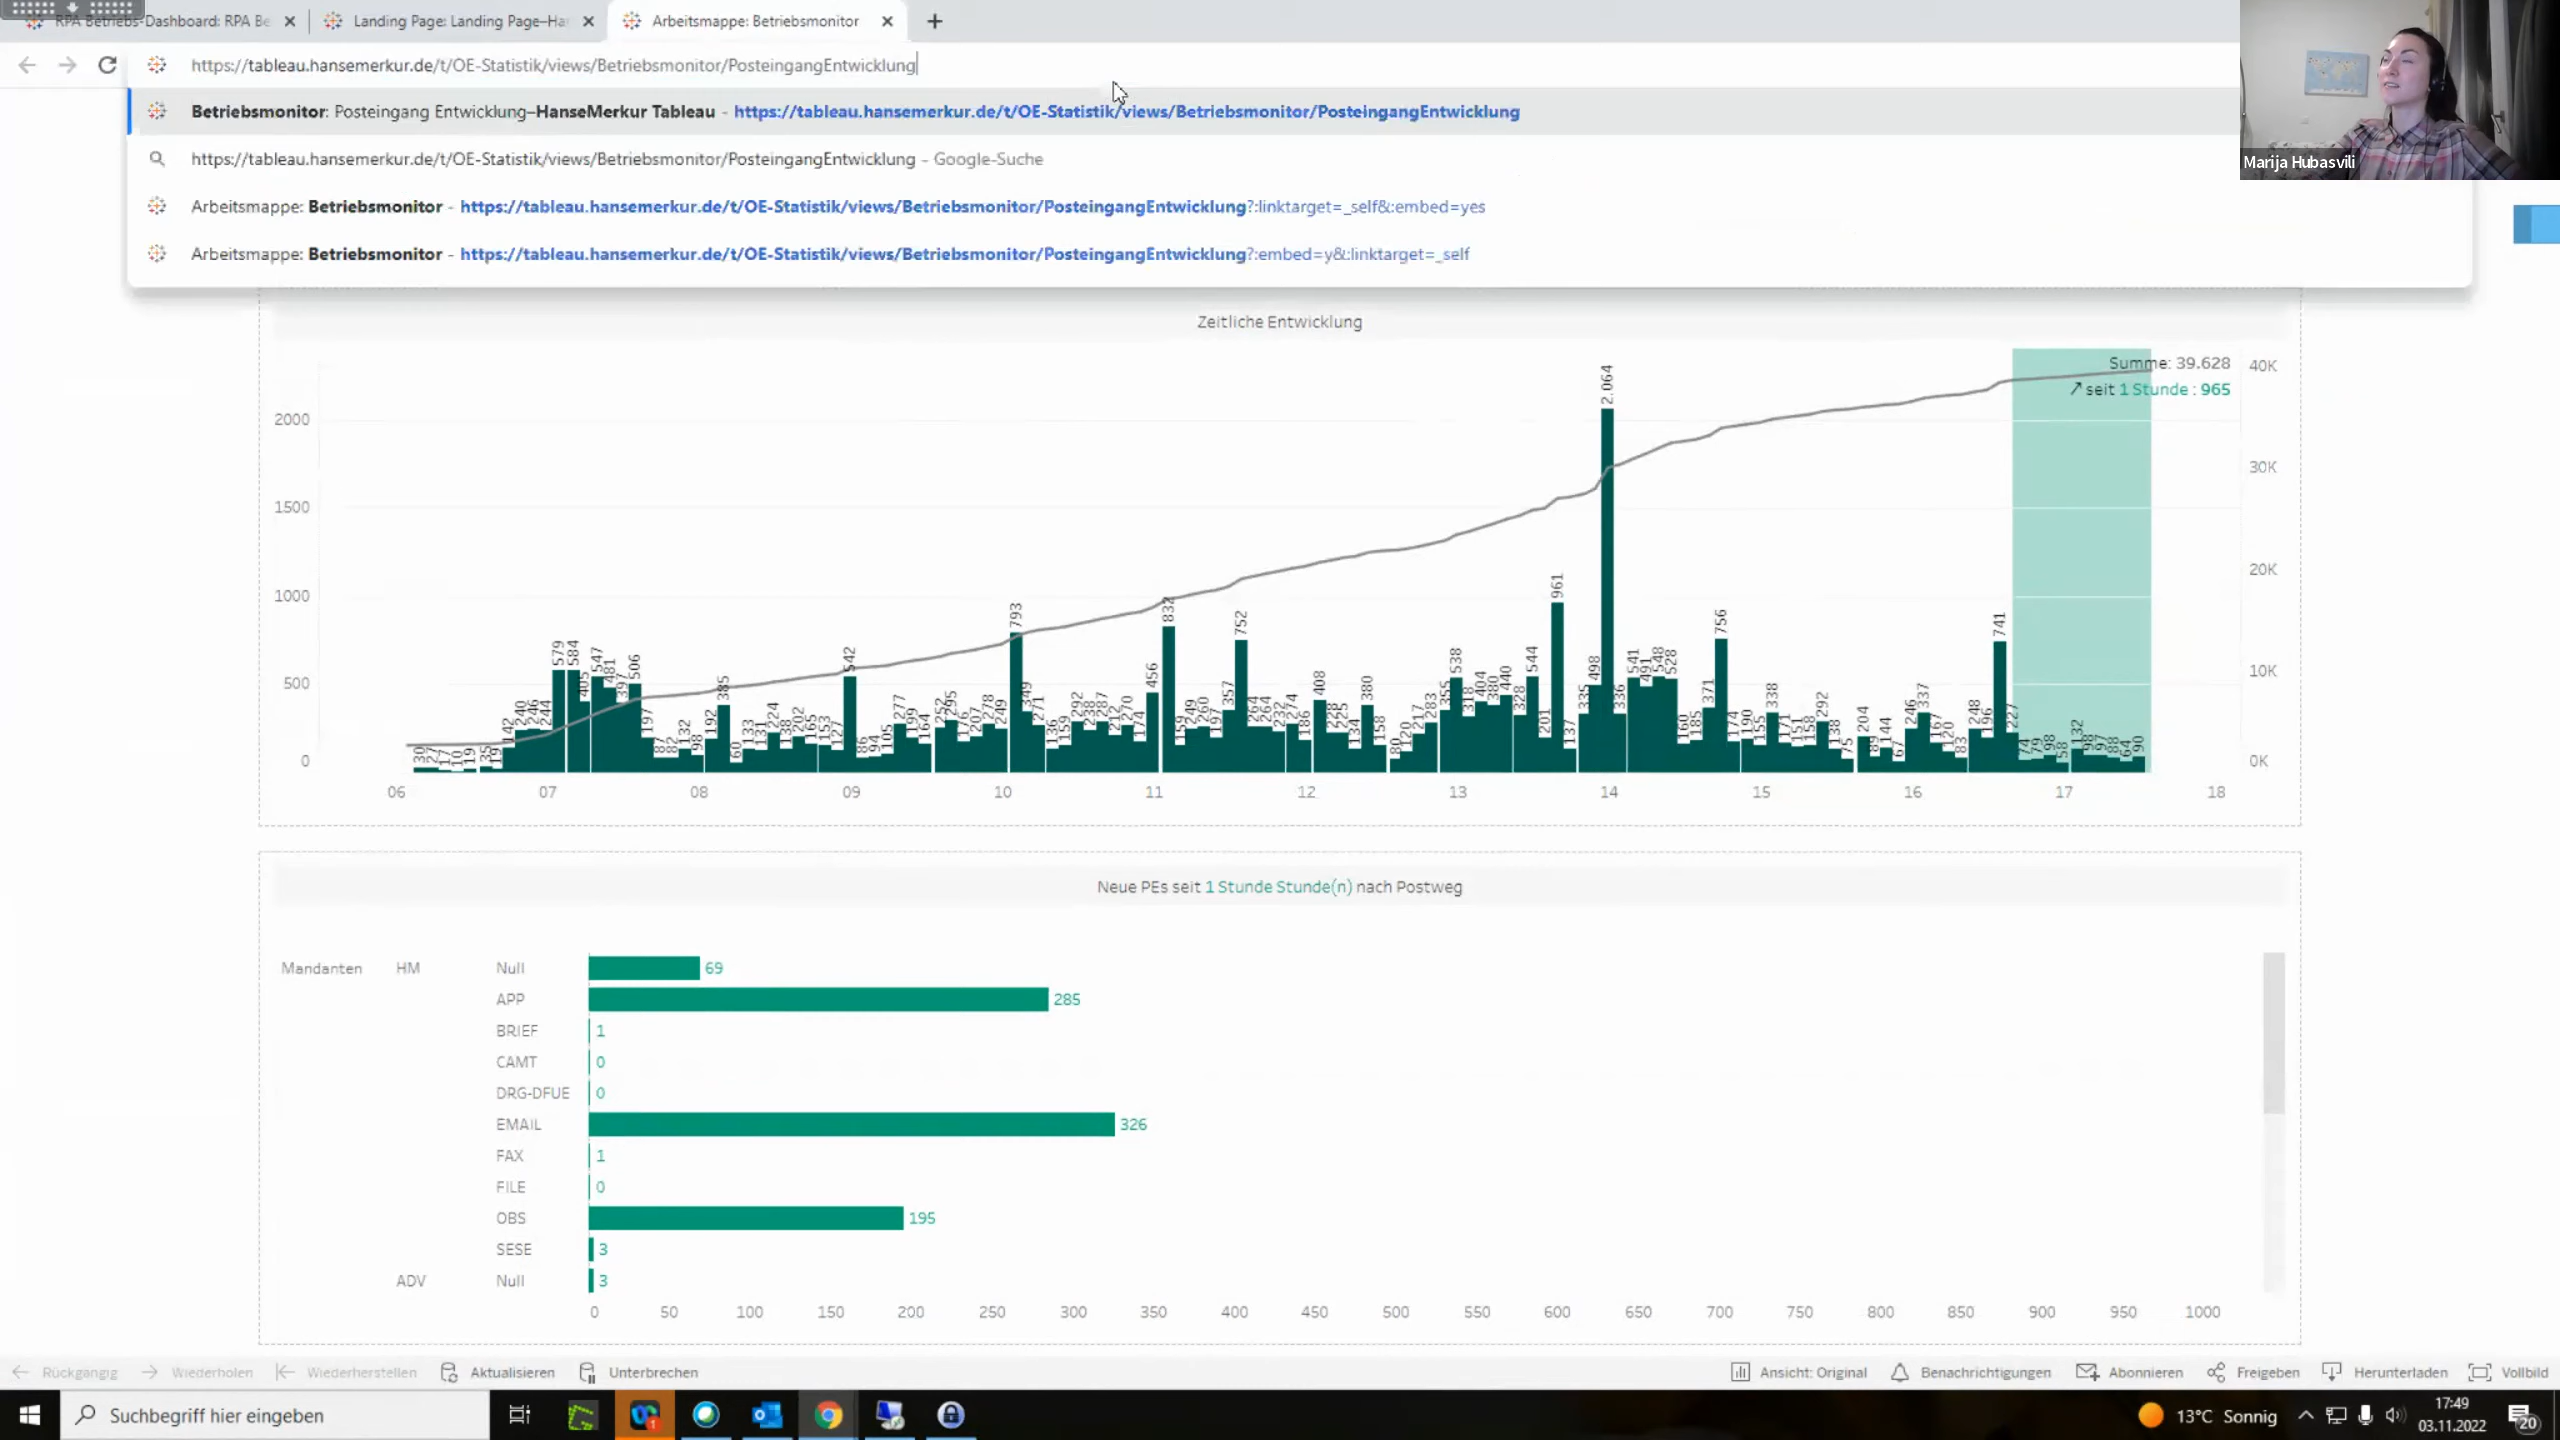 RPA Betriebs-Dashboard: RPA Be
Landing Page: Landing Page–Ha
Arbeitsmappe: Betriebsmonitor
https://tableau.hansemerkur.de/t/OE-Statistik/views/Betriebsmonitor/PosteingangEntwicklung
Betriebsmonitor: Posteingang Entwicklung–HanseMerkur Tableau - https://tableau.hansemerkur.de/t/OE-Statistik/views/Betriebsmonitor/PosteingangEntwicklung
https://tableau.hansemerkur.de/t/OE-Statistik/views/Betriebsmonitor/PosteingangEntwicklung - Google-Suche
Arbeitsmappe: Betriebsmonitor - https://tableau.hansemerkur.de/t/OE-Statistik/views/Betriebsmonitor/PosteingangEntwicklung?:linktarget=_self&:embed=yes
Arbeitsmappe: Betriebsmonitor - https://tableau.hansemerkur.de/t/OE-Statistik/views/Betriebsmonitor/PosteingangEntwicklung?:embed=y&:linktarget=_self
Marija Hubasvili
Zeitliche Entwicklung
Summe: 39.628
seit 1 Stunde : 965
2000
1500
1000
500
0
40K
30K
20K
10K
0K
579 584 547 481 506 385 542 793 832 752 961 2.064 756 741
06 07 08 09 10 11 12 13 14 15 16 17 18
Neue PEs seit 1 Stunde Stunde(n) nach Postweg
Mandanten HM Null 69
APP 285
BRIEF 1
CAMT 0
DRG-DFUE 0
EMAIL 326
FAX 1
FILE 0
OBS 195
SESE 3
ADV Null 3
0 50 100 150 200 250 300 350 400 450 500 550 600 650 700 750 800 850 900 950 1000
Rückgängig Wiederholen Wiederherstellen Aktualisieren Unterbrechen Ansicht: Original Benachrichtigungen Abonnieren Freigeben Herunterladen Vollbild
Suchbegriff hier eingeben
13°C Sonnig
17:49
03.11.2022
20